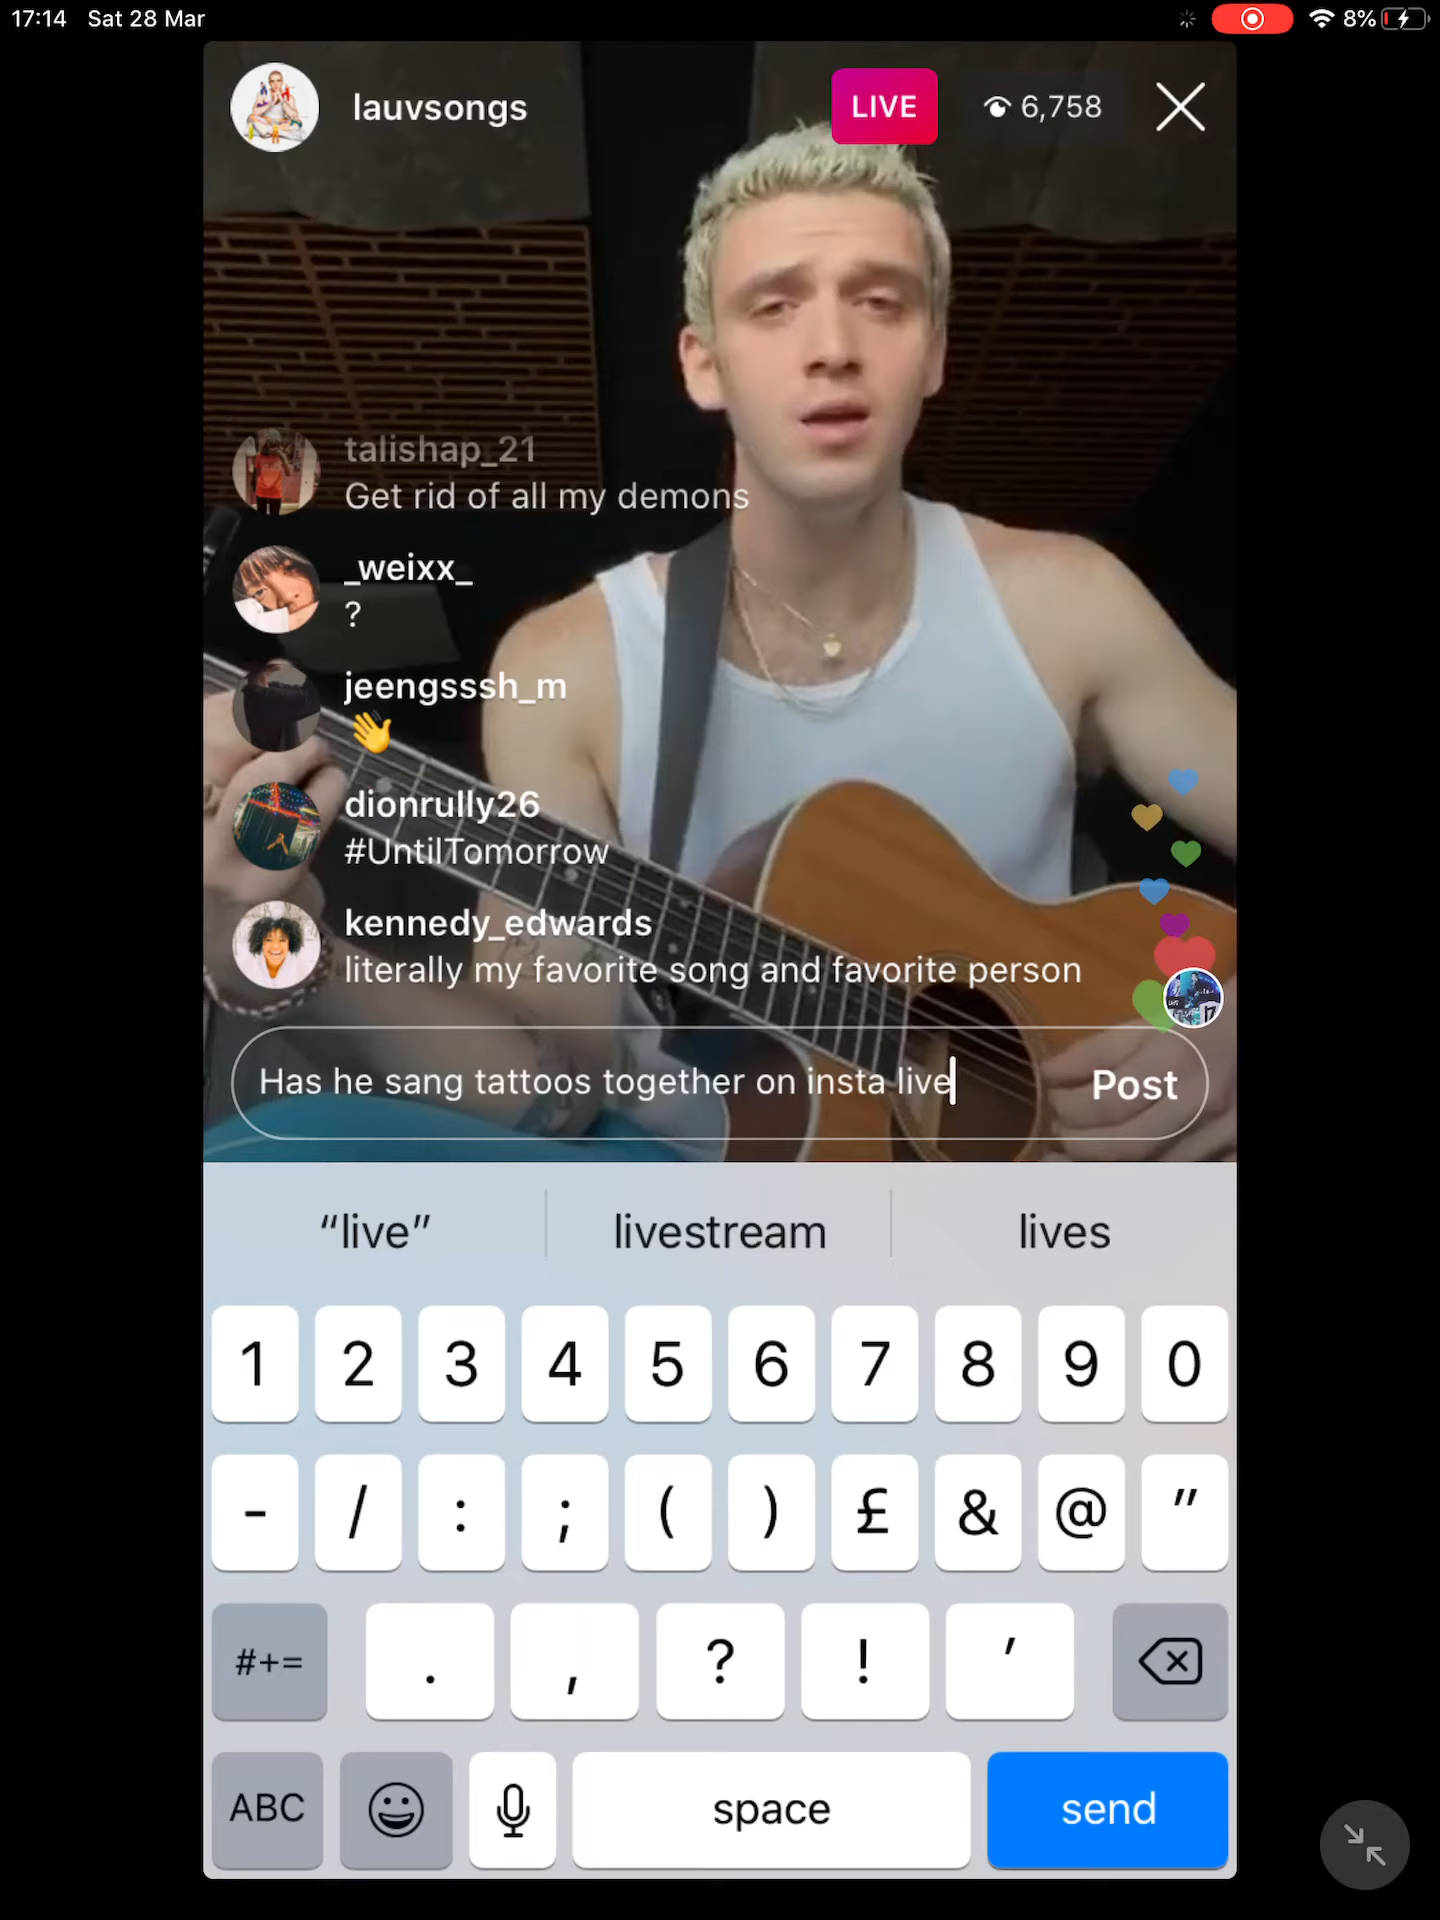 17:14 Sat 28 Mar
8%
lauvsongs
LIVE
6,758
talishap_21
Get rid of all my demons
_weixx_
?
jeengsssh_m
👋
dionrully26
#UntilTomorrow
kennedy_edwards
literally my favorite song and favorite person
Has he sang tattoos together on insta live
Post
“live” livestream lives
1 2 3 4 5 6 7 8 9 0
- / : ; ( ) £ & @ "
#+= . , ? ! '
ABC space send